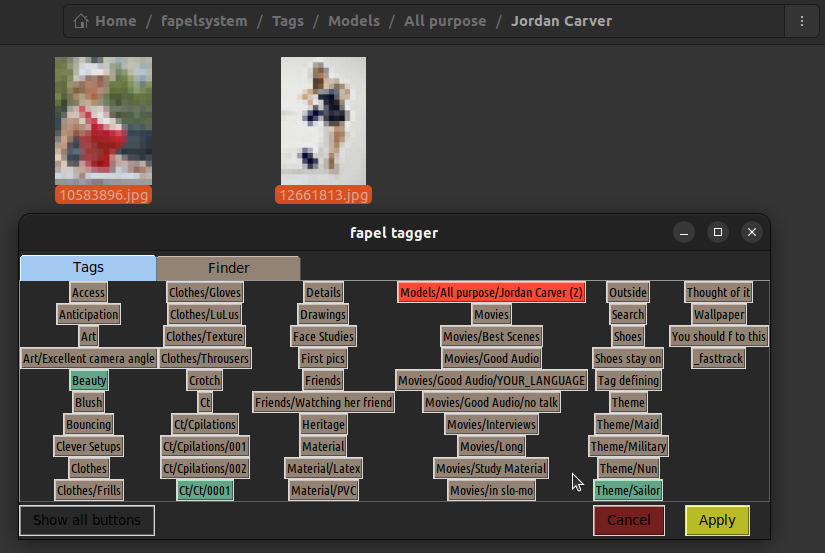 Home / fapelsystem / Tags / Models / All purpose / Jordan Carver
10583896.jpg 12661813.jpg
fapel tagger
Tags Finder
Access Clothes/Gloves Details Models/All purpose/Jordan Carver (2) Outside Thought of it
Anticipation Clothes/LuLus Drawings Movies Search Wallpaper
Art Clothes/Texture Face Studies Movies/Best Scenes Shoes You should f to this
Art/Excellent camera angle Clothes/Throusers First pics Movies/Good Audio Shoes stay on _fasttrack
Beauty Crotch Friends Movies/Good Audio/YOUR_LANGUAGE Tag defining
Blush Ct Friends/Watching her friend Movies/Good Audio/no talk Theme
Bouncing Ct/Cpilations Heritage Movies/Interviews Theme/Maid
Clever Setups Ct/Cpilations/001 Material Movies/Long Theme/Military
Clothes Ct/Cpilations/002 Material/Latex Movies/Study Material Theme/Nun
Clothes/Frills Ct/Ct/0001 Material/PVC Movies/in slo-mo Theme/Sailor
Show all buttons Cancel Apply